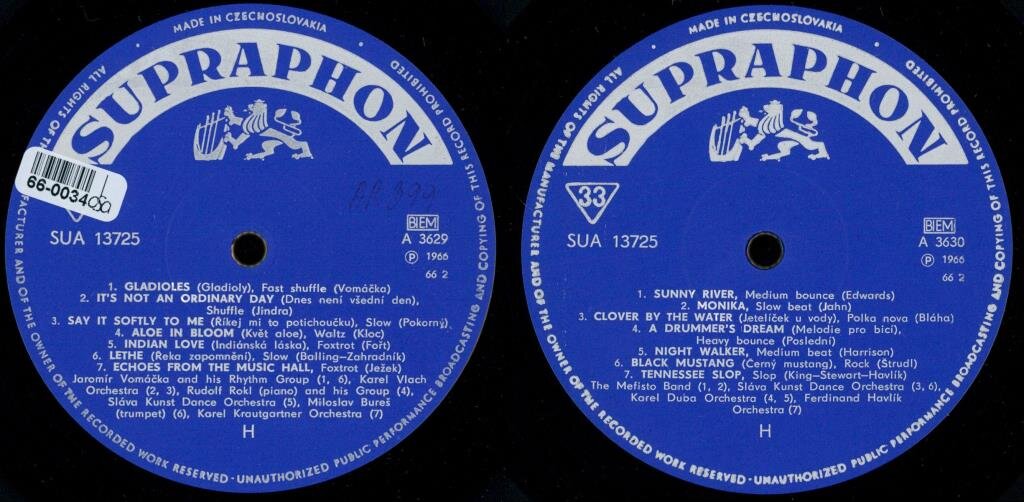 MADE IN CZECHOSLOVAKIA
SUPRAPHON
66-0034
BIEM
SUA 13725
A 3629
Ⓟ 1966
66 2
1. GLADIOLES (Gladioly), Fast shuffle (Vomáčka)
2. IT'S NOT AN ORDINARY DAY (Dnes není všední den),
Shuffle (Jindra)
3. SAY IT SOFTLY TO ME (Říkej mi to potichoučku), Slow (Pokorný),
4. ALOE IN BLOOM (Květ aloe), Waltz (Kloc)
5. INDIAN LOVE (Indiánská láska), Foxtrot (Fořt)
6. LETHE (Řeka zapomnění), Slow (Balling—Zahradník)
7. ECHOES FROM THE MUSIC HALL, Foxtrot (Ježek)
Jaromír Vomáčka and his Rhythm Group (1, 6), Karel Vlach
Orchestra (2, 3), Rudolf Rokl (piano) and his Group (4),
Sláva Kunst Dance Orchestra (5), Miloslav Bureš
(trumpet) (6), Karel Krautgartner Orchestra (7)
H
ALL RIGHTS OF
FACTURER AND OF THE OWNER OF THE RECORDED WORK RESERVED - UNAUTHORIZED PUBLIC PERFORMANCE BROADCASTING AND COPYING OF THIS RECORD PROHIBITED
MADE IN CZECHOSLOVAKIA
SUPRAPHON
33
BIEM
SUA 13725
A 3630
Ⓟ 1966
66 2
1. SUNNY RIVER, Medium bounce (Edwards)
2. MONIKA, Slow beat (Jahn)
3. CLOVER BY THE WATER (Jetelíček u vody), Polka nova (Bláha)
4. A DRUMMER'S DREAM (Melodie pro bicí),
Heavy bounce (Poslední)
5. NIGHT WALKER, Medium beat (Harrison)
6. BLACK MUSTANG (Černý mustang), Rock (Štrudl)
7. TENNESSEE SLOP, Slop (King—Stewart—Havlík)
The Mefisto Band (1, 2), Sláva Kunst Dance Orchestra (3, 6),
Karel Duba Orchestra (4, 5), Ferdinand Havlík
Orchestra (7)
H
ALL RIGHTS OF THE MANUFACTURER AND OF THE OWNER OF THE RECORDED WORK RESERVED - UNAUTHORIZED PUBLIC PERFORMANCE BROADCASTING AND COPYING OF THIS RECORD PROHIBITED